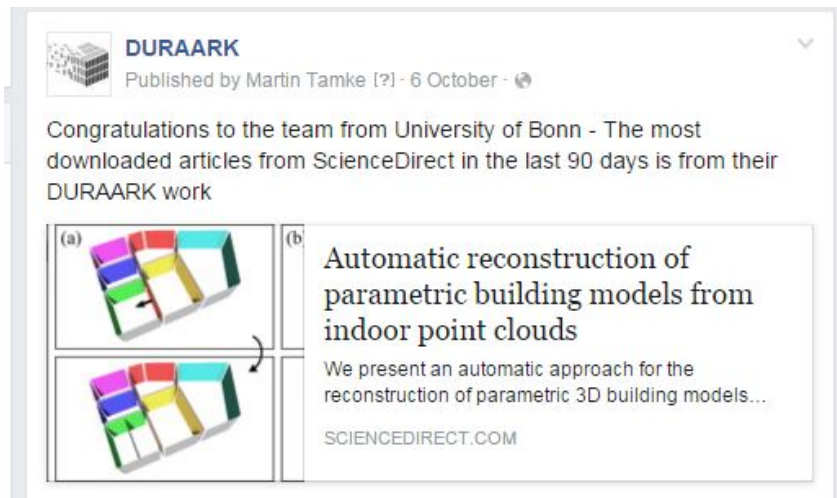 DURAARK
Published by Martin Tamke [?] · 6 October ·
Congratulations to the team from University of Bonn - The most
downloaded articles from ScienceDirect in the last 90 days is from their
DURAARK work
(a)
(b
Automatic reconstruction of
parametric building models from
indoor point clouds
We present an automatic approach for the
reconstruction of parametric 3D building models...
SCIENCEDIRECT.COM